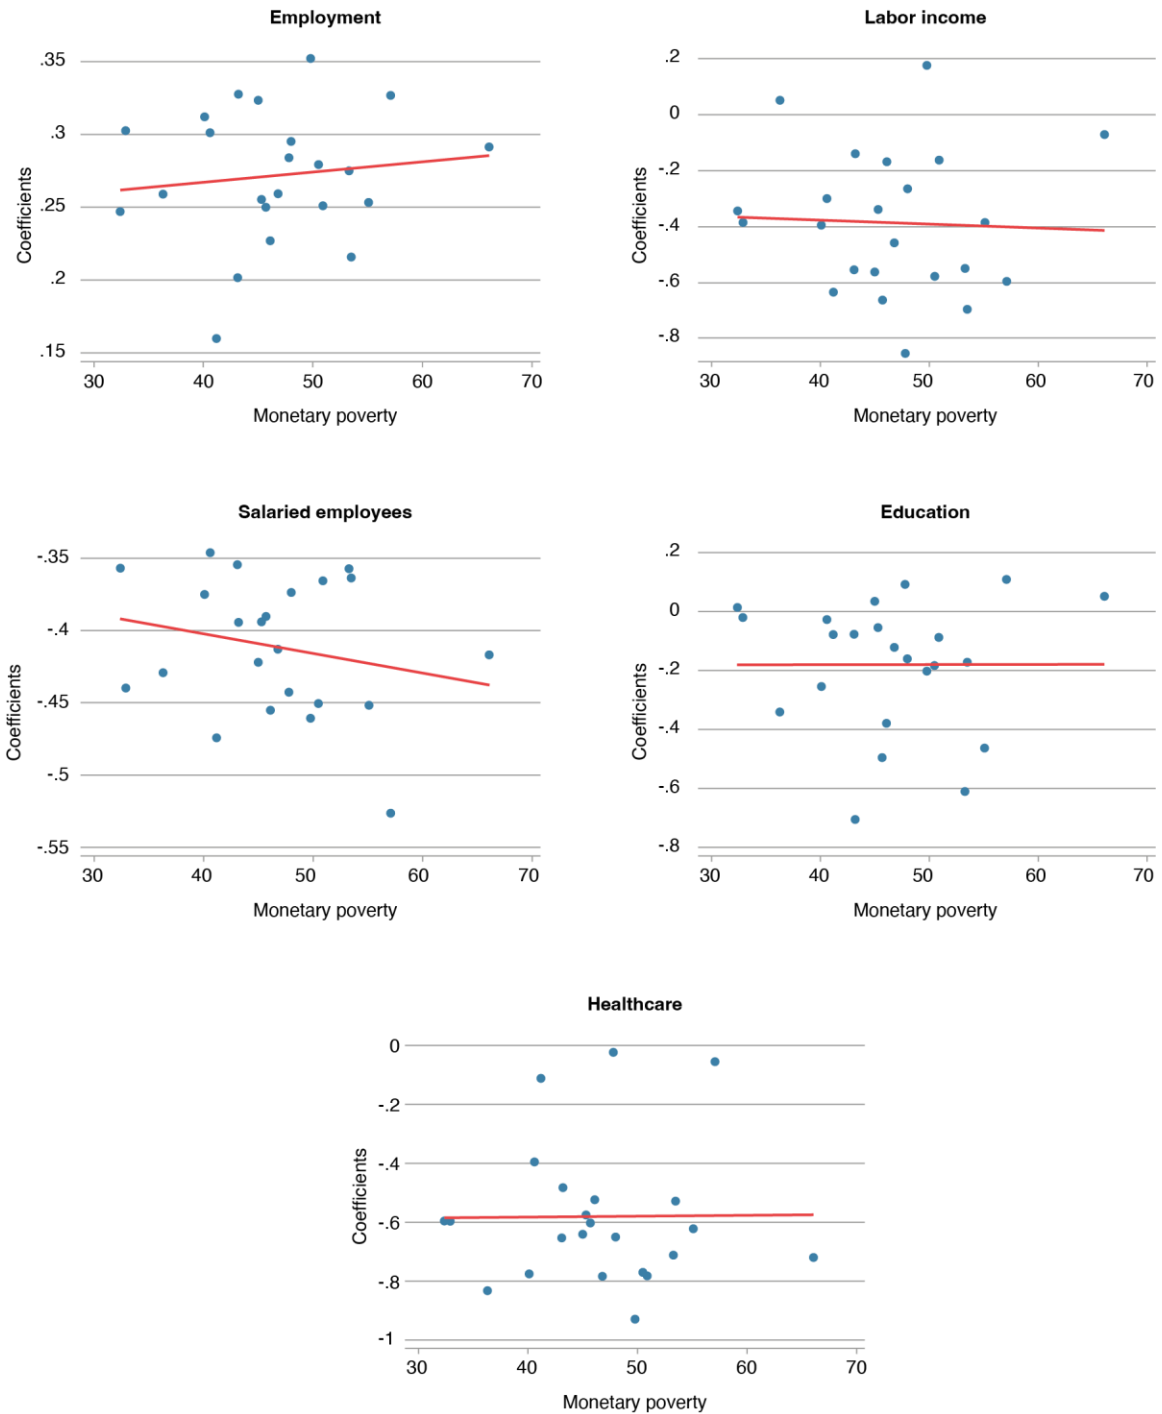 Employment
Labor income
.35
.3
.25
.2
.15
Coefficients
30 40 50 60 70
Monetary poverty
.2
0
-.2
-.4
-.6
-.8
Coefficients
30 40 50 60 70
Monetary poverty
Salaried employees
Education
-.35
-.4
-.45
-.5
-.55
Coefficients
30 40 50 60 70
Monetary poverty
.2
0
-.2
-.4
-.6
-.8
Coefficients
30 40 50 60 70
Monetary poverty
Healthcare
0
-.2
-.4
-.6
-.8
-1
Coefficients
30 40 50 60 70
Monetary poverty